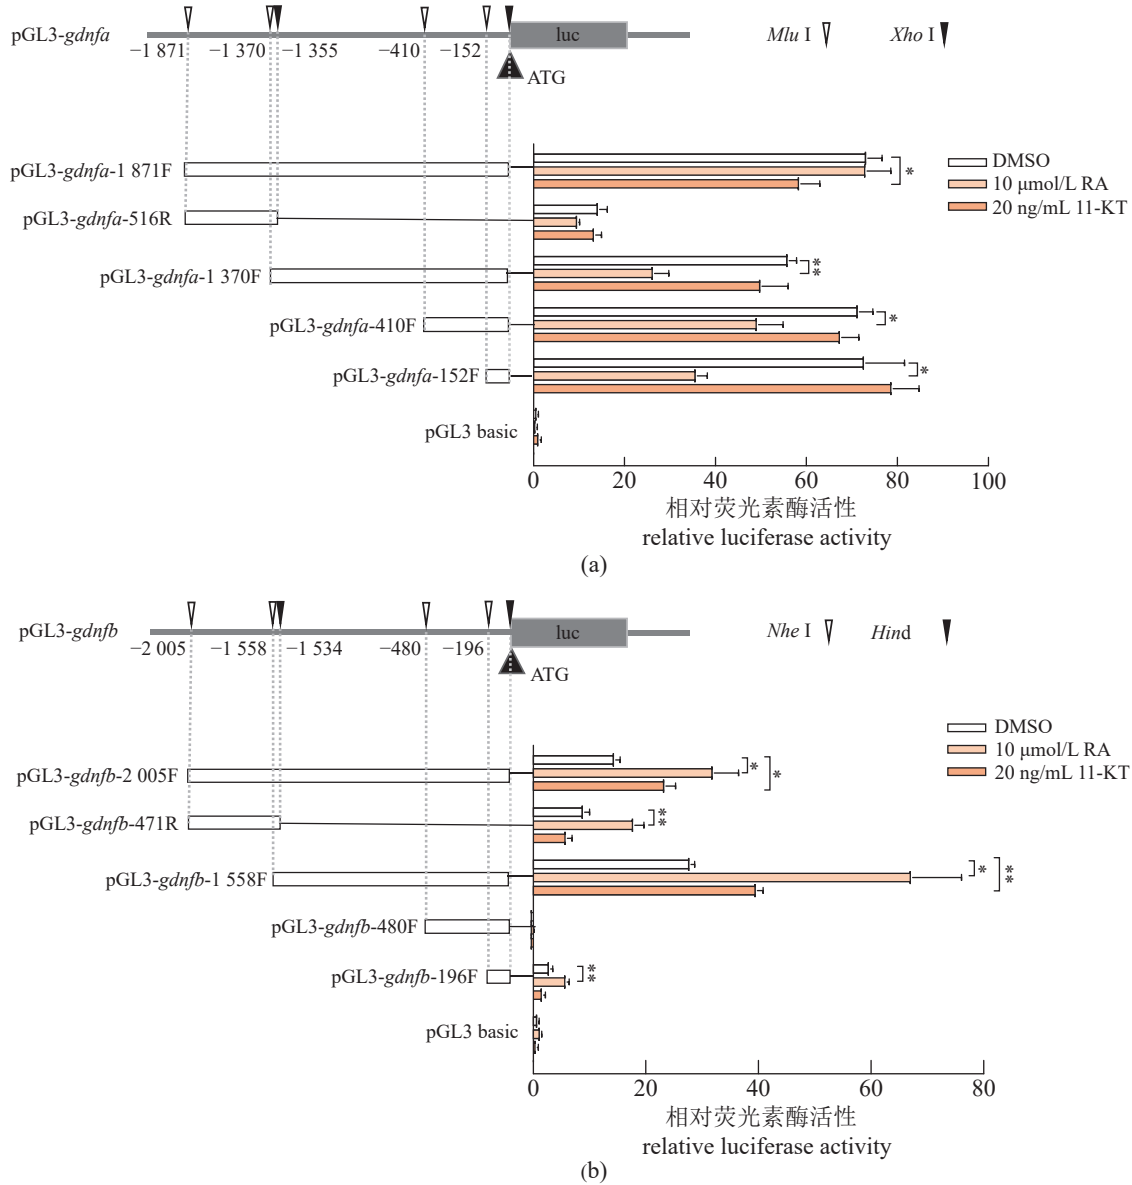 pGL3-gdnfa
luc
Mlu I
Xho I
−1 871
−1 370
−1 355
−410
−152
ATG
DMSO
10 μmol/L RA
20 ng/mL 11-KT
pGL3-gdnfa-1 871F
*
pGL3-gdnfa-516R
pGL3-gdnfa-1 370F
**
pGL3-gdnfa-410F
*
pGL3-gdnfa-152F
*
pGL3 basic
0 20 40 60 80 100
相对荧光素酶活性
relative luciferase activity
(a)
pGL3-gdnfb
luc
Nhe I
Hind
−2 005
−1 558
−1 534
−480
−196
ATG
DMSO
10 μmol/L RA
20 ng/mL 11-KT
pGL3-gdnfb-2 005F
* *
pGL3-gdnfb-471R
**
pGL3-gdnfb-1 558F
* **
pGL3-gdnfb-480F
pGL3-gdnfb-196F
**
pGL3 basic
0 20 40 60 80
相对荧光素酶活性
relative luciferase activity
(b)